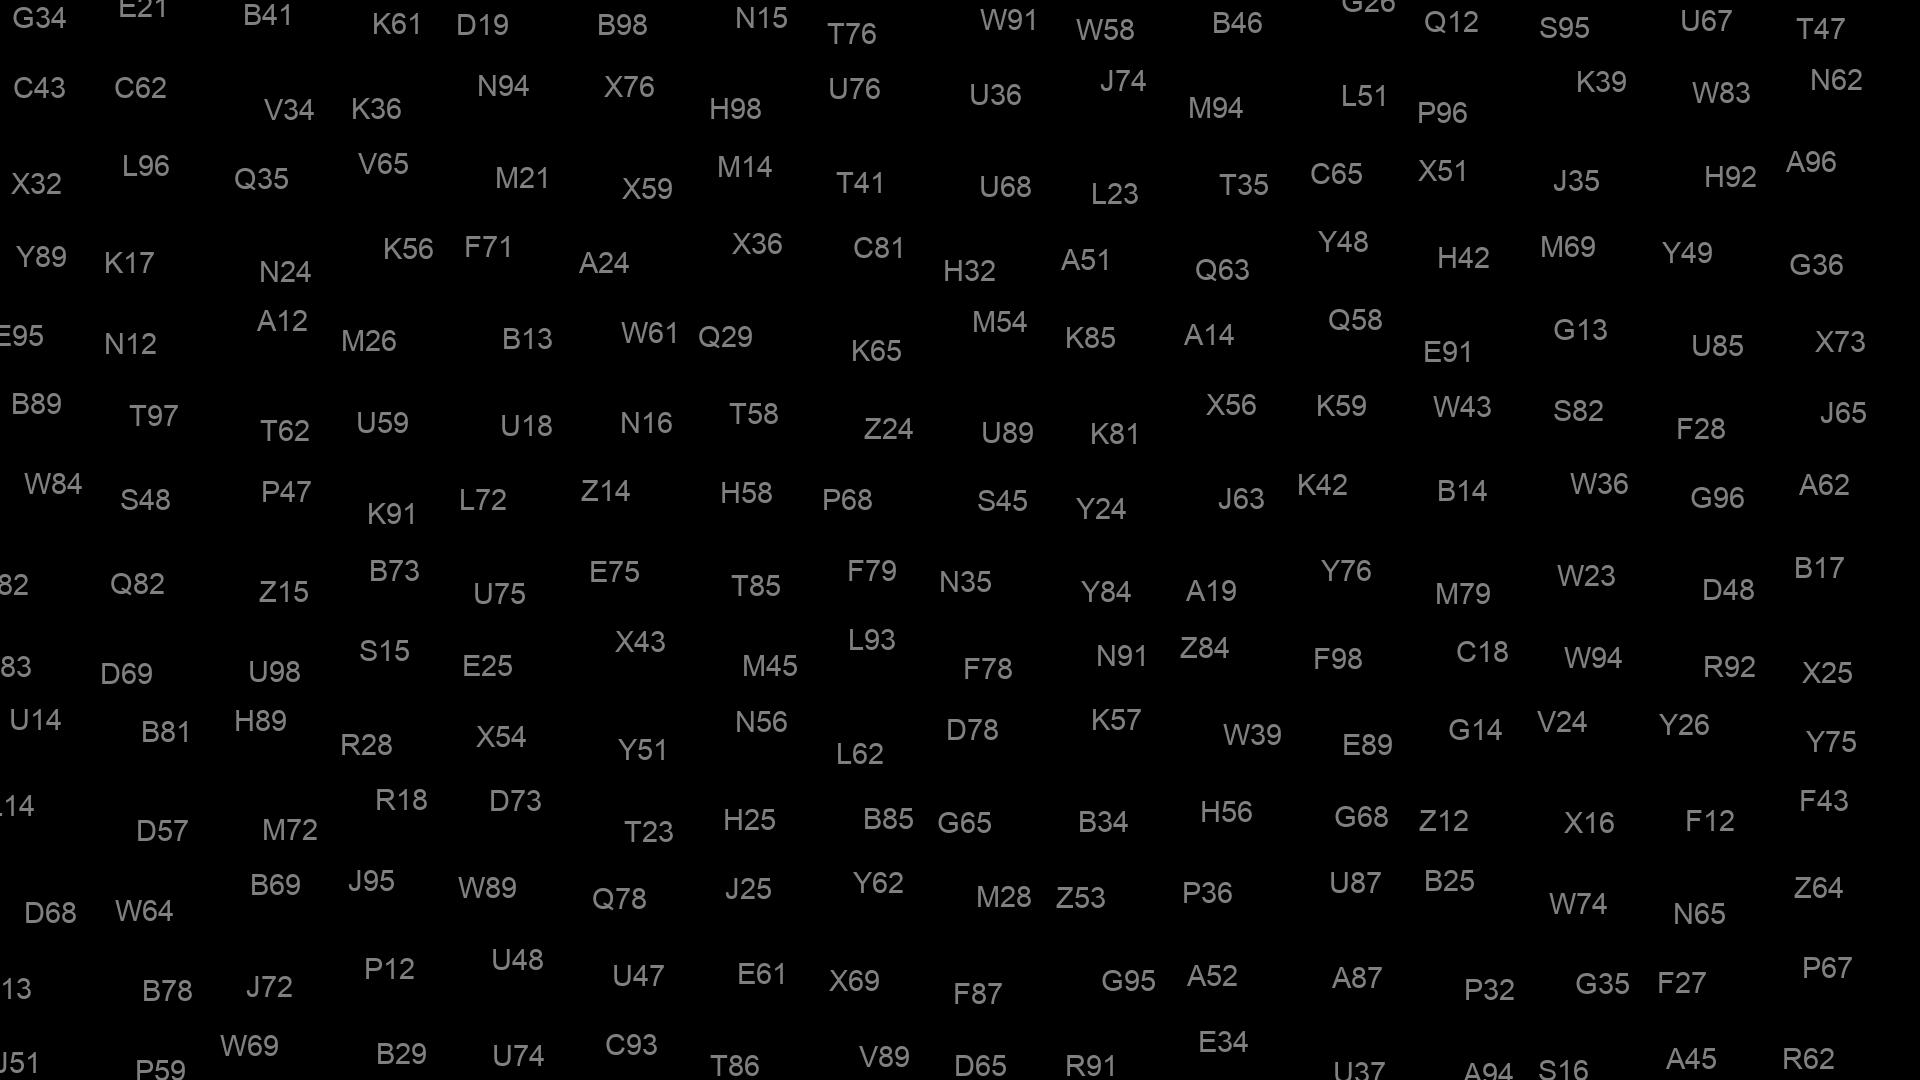 G34 E21 B41 K61 D19 B98 N15 T76 W91 W58 B46 G26 Q12 S95 U67 T47
C43 C62 V34 K36 N94 X76 H98 U76 U36 J74 M94 L51 P96 K39 W83 N62
X32 L96 Q35 V65 M21 X59 M14 T41 U68 L23 T35 C65 X51 J35 H92 A96
Y89 K17 N24 K56 F71 A24 X36 C81 H32 A51 Q63 Y48 H42 M69 Y49 G36
E95 N12 A12 M26 B13 W61 Q29 K65 M54 K85 A14 Q58 E91 G13 U85 X73
B89 T97 T62 U59 U18 N16 T58 Z24 U89 K81 X56 K59 W43 S82 F28 J65
W84 S48 P47 K91 L72 Z14 H58 P68 S45 Y24 J63 K42 B14 W36 G96 A62
82 Q82 Z15 B73 U75 E75 T85 F79 N35 Y84 A19 Y76 M79 W23 D48 B17
83 D69 U98 S15 E25 X43 M45 L93 F78 N91 Z84 F98 C18 W94 R92 X25
U14 B81 H89 R28 X54 Y51 N56 L62 D78 K57 W39 E89 G14 V24 Y26 Y75
14 D57 M72 R18 D73 T23 H25 B85 G65 B34 H56 G68 Z12 X16 F12 F43
D68 W64 B69 J95 W89 Q78 J25 Y62 M28 Z53 P36 U87 B25 W74 N65 Z64
13 B78 J72 P12 U48 U47 E61 X69 F87 G95 A52 A87 P32 G35 F27 P67
J51 P59 W69 B29 U74 C93 T86 V89 D65 R91 E34 U37 A94 S16 A45 R62